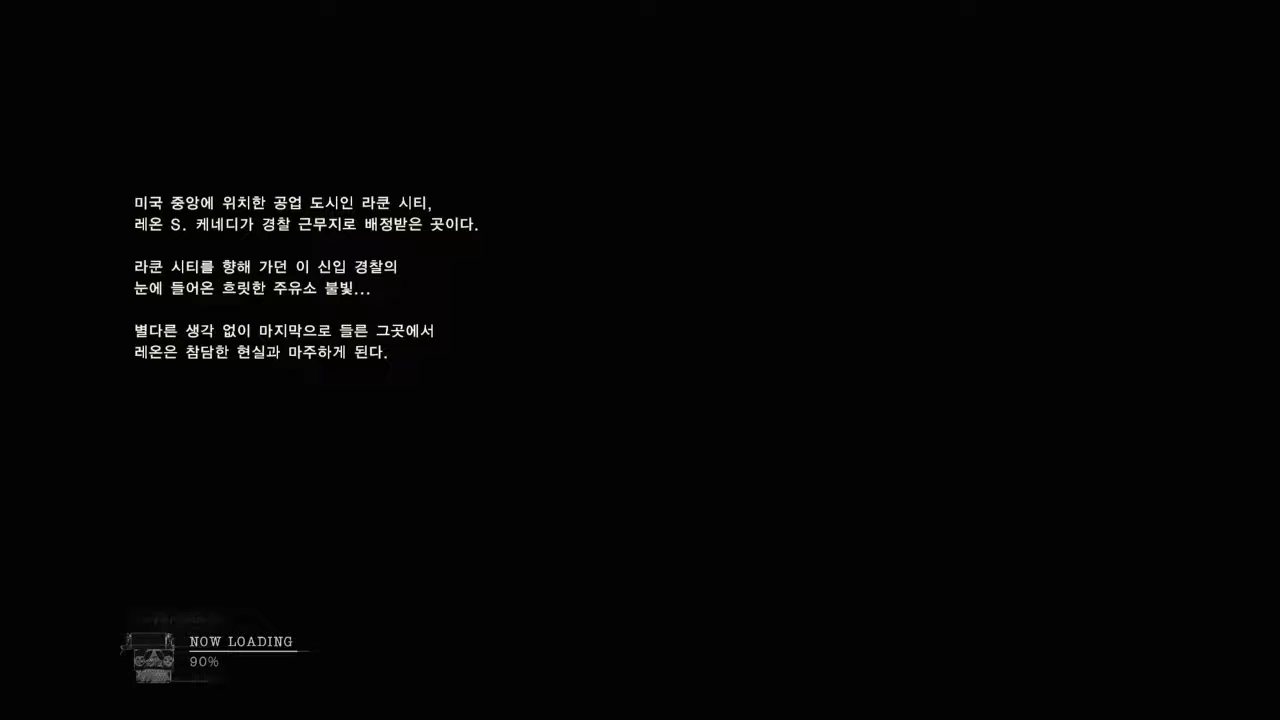 미국 중앙에 위치한 공업 도시인 라쿤 시티,
레온 S. 케네디가 경찰 근무지로 배정받은 곳이다.
라쿤 시티를 향해 가던 이 신입 경찰의
눈에 들어온 흐릿한 주유소 불빛...
별다른 생각 없이 마지막으로 들른 그곳에서
레온은 참담한 현실과 마주하게 된다.
NOW LOADING
90%